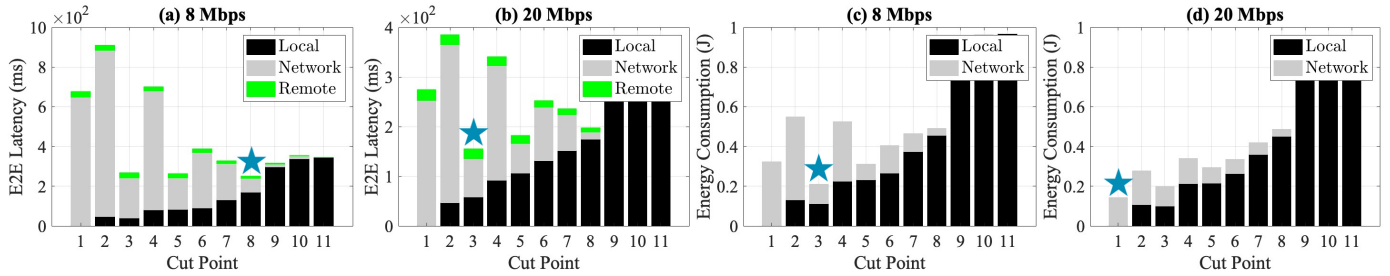 (a) 8 Mbps
×10²
E2E Latency (ms)
10
8
6
4
2
0
Local
Network
Remote
1 2 3 4 5 6 7 8 9 10 11
Cut Point
(b) 20 Mbps
×10²
E2E Latency (ms)
4
2
0
Local
Network
Remote
1 2 3 4 5 6 7 8 9 10 11
Cut Point
(c) 8 Mbps
Energy Consumption (J)
1
0.8
0.6
0.4
0.2
0
Local
Network
1 2 3 4 5 6 7 8 9 10 11
Cut Point
(d) 20 Mbps
Energy Consumption (J)
1
0.8
0.6
0.4
0.2
0
Local
Network
1 2 3 4 5 6 7 8 9 10 11
Cut Point